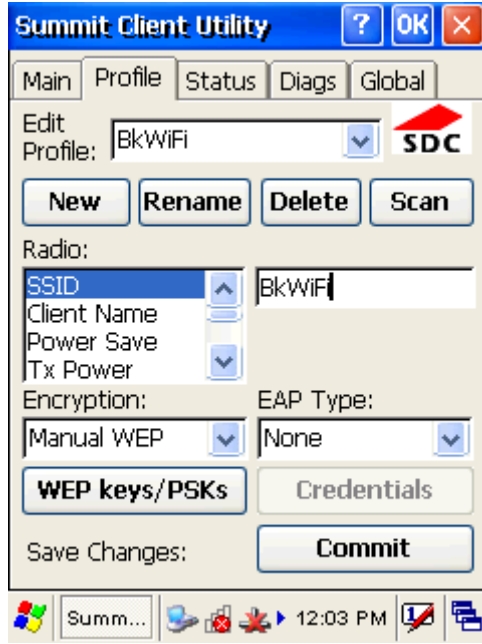 Summit Client Utility ? OK ×
Main Profile Status Diags Global
Edit Profile: BkWiFi
SDC
New Rename Delete Scan
Radio:
SSID BkWiFi
Client Name
Power Save
Tx Power
Encryption: EAP Type:
Manual WEP None
WEP keys/PSKs Credentials
Save Changes: Commit
Summ... 12:03 PM